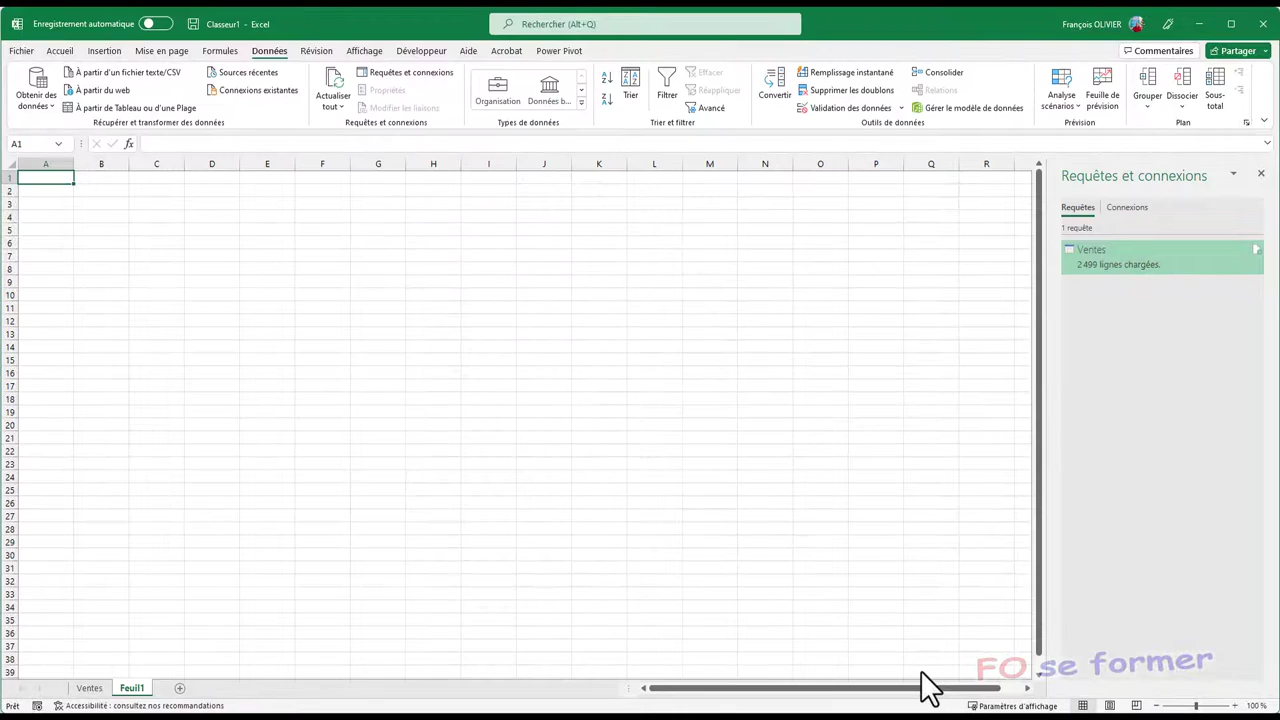 Enregistrement automatique
Classeur1 - Excel
Rechercher (Alt+Q)
François OLIVIER
Fichier Accueil Insertion Mise en page Formules Données Révision Affichage Développeur Aide Acrobat Power Pivot
Commentaires
Partager
Obtenir des données
À partir d'un fichier texte/CSV
À partir du web
À partir de Tableau ou d'une Plage
Sources récentes
Connexions existantes
Récupérer et transformer des données
Actualiser tout
Requêtes et connexions
Propriétés
Modifier les liaisons
Requêtes et connexions
Organisation
Données b...
Types de données
Trier
Filtrer
Effacer
Réappliquer
Avancé
Trier et filtrer
Convertir
Remplissage instantané
Supprimer les doublons
Validation des données
Consolider
Relations
Gérer le modèle de données
Outils de données
Analyse scénarios
Feuille de prévision
Prévision
Grouper
Dissocier
Sous-total
Plan
A1
fx
A B C D E F G H I J K L M N O P Q R
1
2
3
4
5
6
7
8
9
10
11
12
13
14
15
16
17
18
19
20
21
22
23
24
25
26
27
28
29
30
31
32
33
34
35
36
37
38
39
Requêtes et connexions
Requêtes Connexions
1 requête
Ventes
2 499 lignes chargées.
FO se former
Ventes Feuil1
Prêt
Accessibilité : consultez nos recommandations
Paramètres d'affichage
100 %